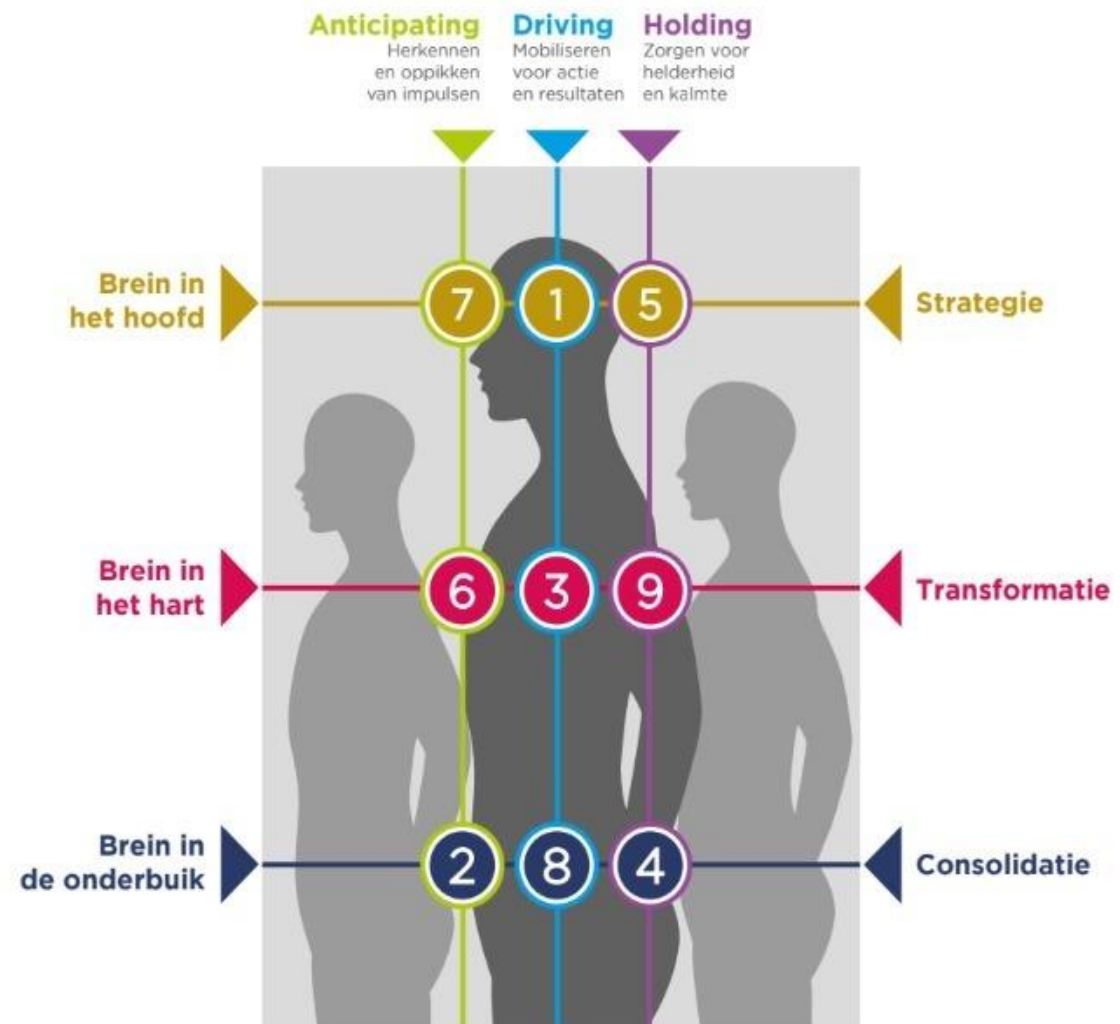 Anticipating
Herkennen
en oppikken
van impulsen
Driving
Mobiliseren
voor actie
en resultaten
Holding
Zorgen voor
helderheid
en kalmte
Brein in
het hoofd
7 1 5
Strategie
Brein in
het hart
6 3 9
Transformatie
Brein in
de onderbuik
2 8 4
Consolidatie